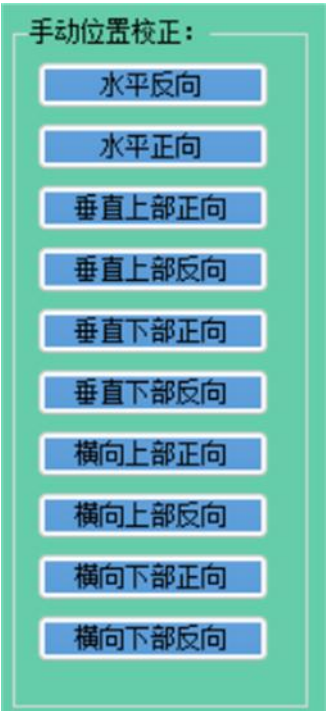 手动位置校正：
水平反向
水平正向
垂直上部正向
垂直上部反向
垂直下部正向
垂直下部反向
横向上部正向
横向上部反向
横向下部正向
横向下部反向